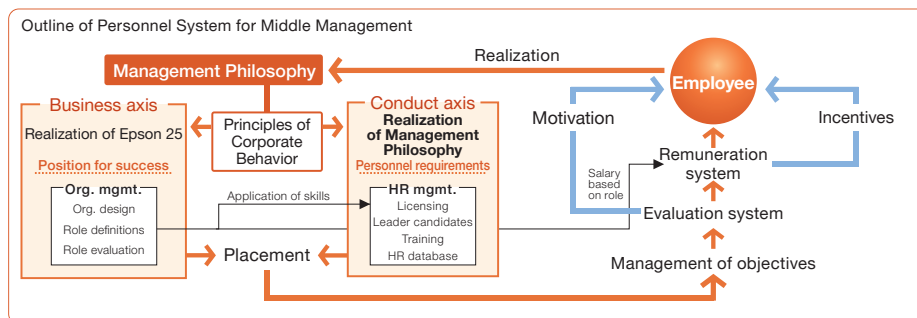 Outline of Personnel System for Middle Management
Realization
Management Philosophy
Employee
Business axis
Realization of Epson 25
Position for success
Org. mgmt.
Org. design
Role definitions
Role evaluation
Principles of
Corporate
Behavior
Conduct axis
Realization
of Management
Philosophy
Personnel requirements
HR mgmt.
Licensing
Leader candidates
Training
HR database
Application of skills
Placement
Motivation
Incentives
Remuneration
system
Salary
based
on role
Evaluation system
Management of objectives